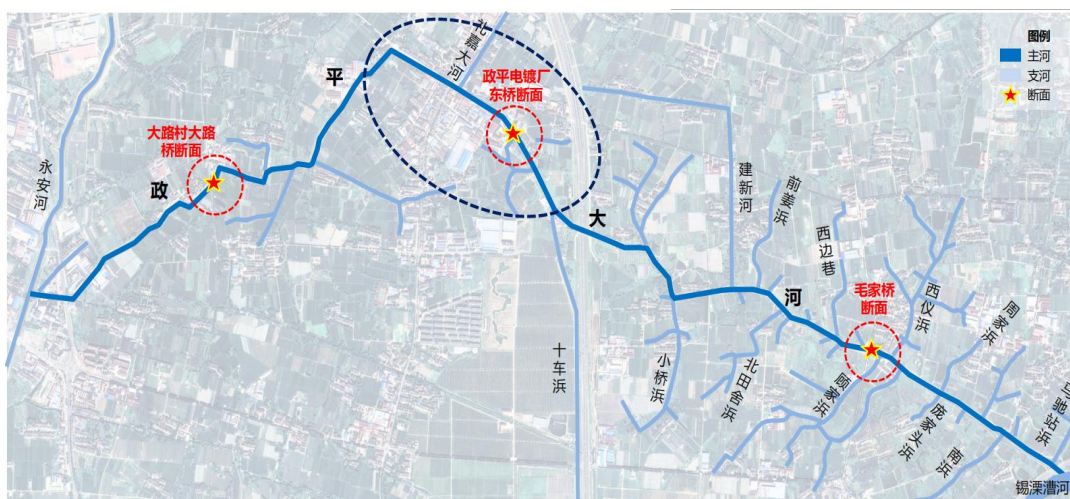 图例
主河
支河
断面
礼嘉大河
平
政平电镀厂
东桥断面
大路村大路
桥断面
永安河
政
大
建新河
前姜浜
西边巷
河
毛家桥
断面
西仪浜
周家浜
十车浜
小桥浜
北田舍浜
顾家浜
庞家头浜
南浜
马驰站浜
锡溧漕河